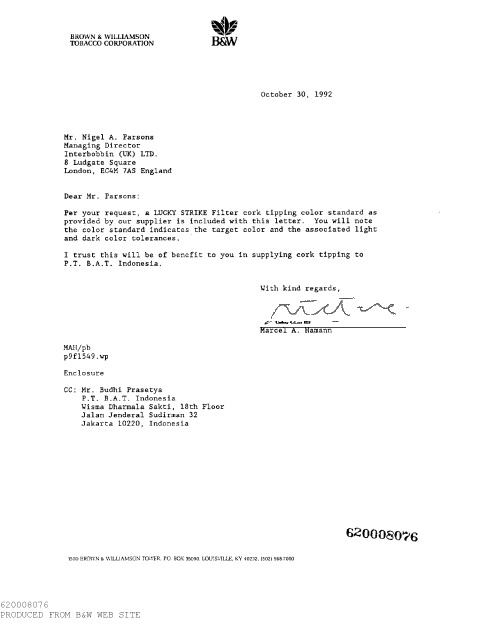 BROWN & WILLIAMSON
TOBACCO CORPORATION
B&W
October 30, 1992
Mr. Nigel A. Parsons
Managing Director
Interbobbin (UK) LTD.
8 Ludgate Square
London, EC4M 7AS England
Dear Mr. Parsons:
Per your request, a LUCKY STRIKE Filter cork tipping color standard as
provided by our supplier is included with this letter. You will note
the color standard indicates the target color and the associated light
and dark color tolerances.
I trust this will be of benefit to you in supplying cork tipping to
P.T. B.A.T. Indonesia.
With kind regards,
Marcel A. Hamann
MAH/pb
p9f1549.wp
Enclosure
CC: Mr. Budhi Prasetya
P.T. B.A.T. Indonesia
Wisma Dharmala Sakti, 18th Floor
Jalan Jenderal Sudirman 32
Jakarta 10220, Indonesia
620008076
1500 BROWN & WILLIAMSON TOWER, P.O. BOX 35090, LOUISVILLE, KY 40232, (502) 568-7000
620008076
PRODUCED FROM B&W WEB SITE